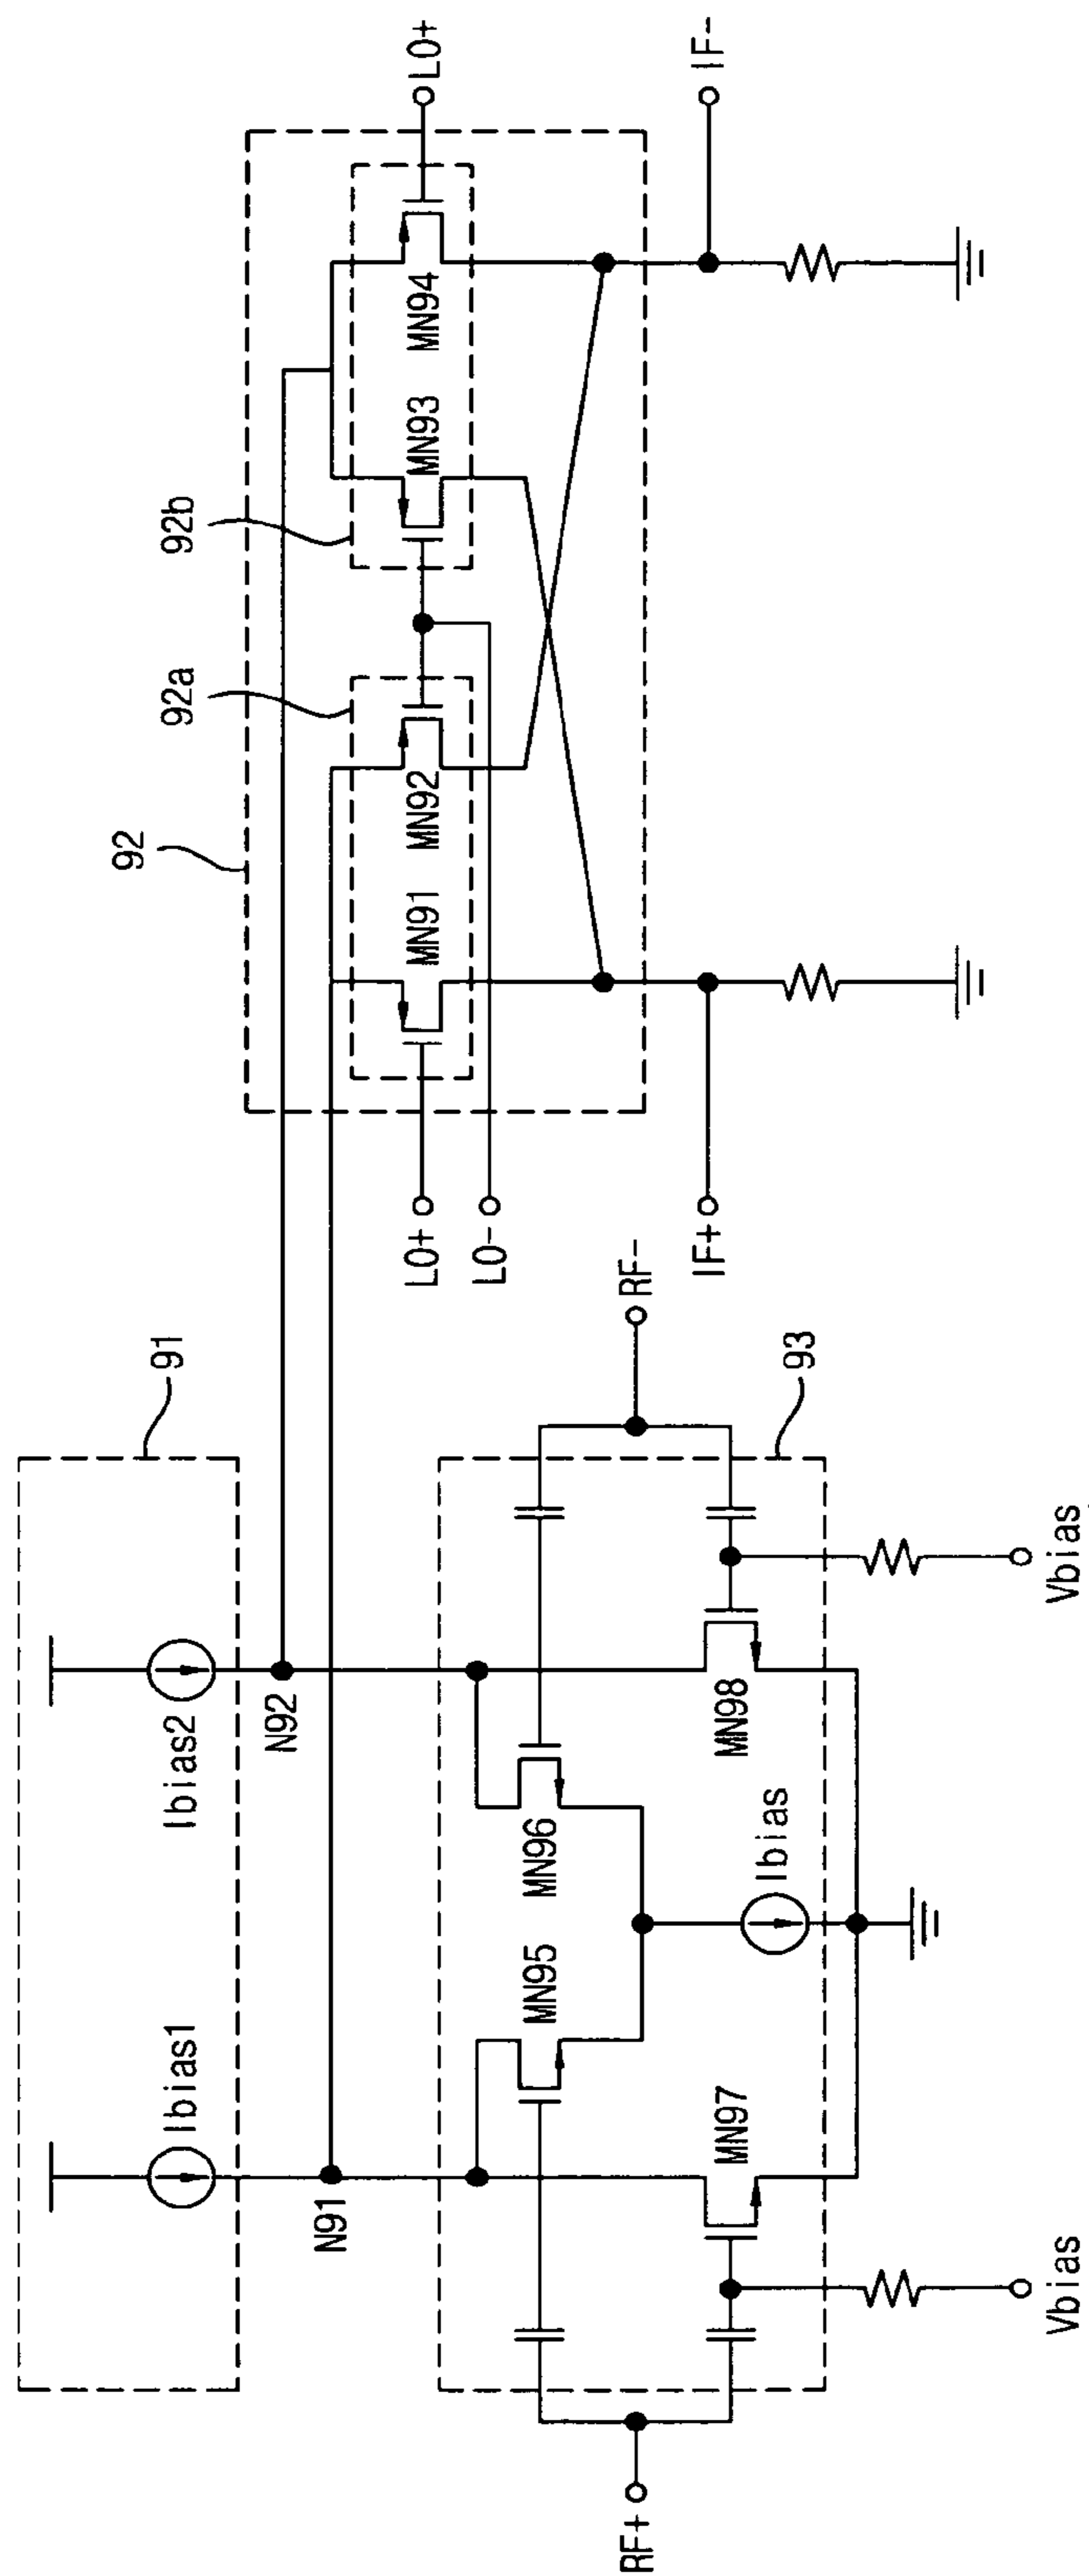 91
Ibias1
Ibias2
N91
N92
92
92a
92b
LO+
MN91
MN92
MN93
MN94
LO+
LO-
IF+
IF-
RF+
RF-
93
MN95
MN96
MN97
MN98
Ibias
Vbias
Vbias